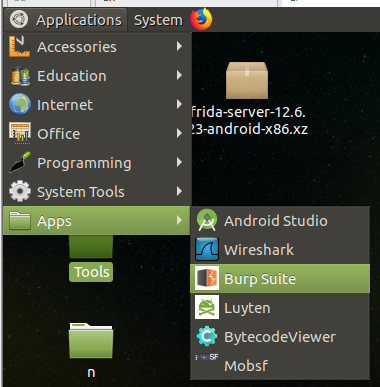 Applications System
Accessories
Education
Internet
Office
Programming
System Tools
Apps
frida-server-12.6.
23-android-x86.xz
Android Studio
Wireshark
Burp Suite
Luyten
BytecodeViewer
SF Mobsf
Tools
n